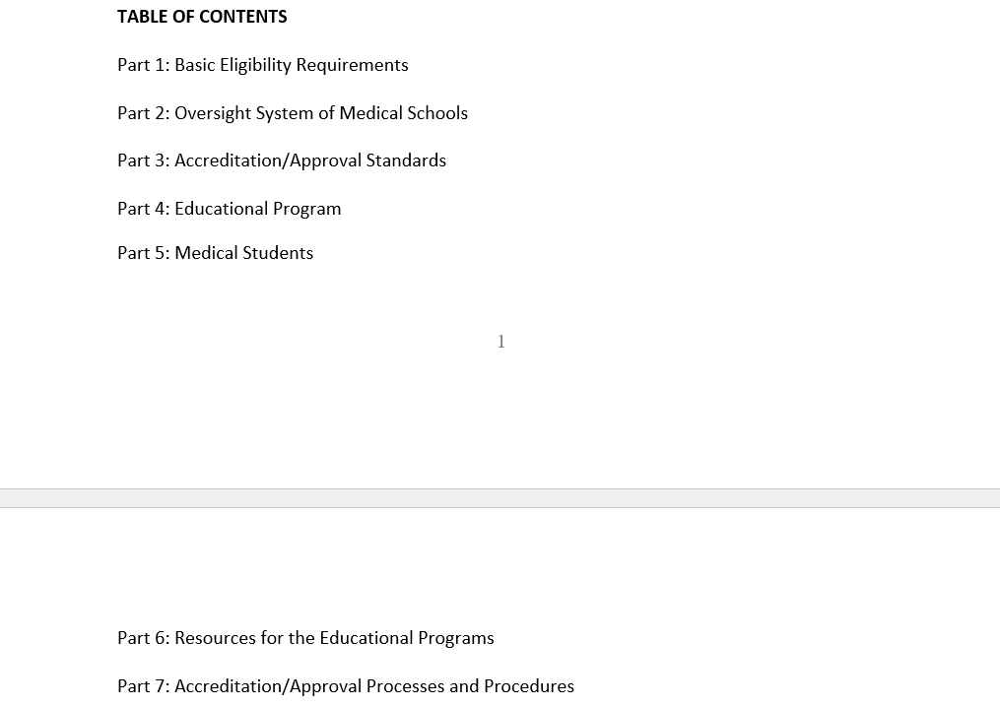 TABLE OF CONTENTS
Part 1: Basic Eligibility Requirements
Part 2: Oversight System of Medical Schools
Part 3: Accreditation/Approval Standards
Part 4: Educational Program
Part 5: Medical Students
1
Part 6: Resources for the Educational Programs
Part 7: Accreditation/Approval Processes and Procedures